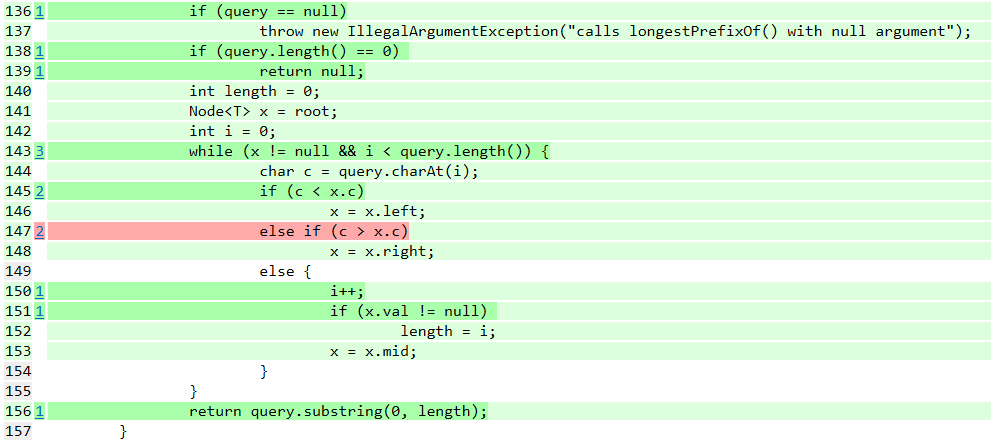 136 1 if (query == null)
137 throw new IllegalArgumentException("calls longestPrefixOf() with null argument");
138 1 if (query.length() == 0)
139 1 return null;
140 int length = 0;
141 Node<T> x = root;
142 int i = 0;
143 3 while (x != null && i < query.length()) {
144 char c = query.charAt(i);
145 2 if (c < x.c)
146 x = x.left;
147 2 else if (c > x.c)
148 x = x.right;
149 else {
150 1 i++;
151 1 if (x.val != null)
152 length = i;
153 x = x.mid;
154 }
155 }
156 1 return query.substring(0, length);
157 }